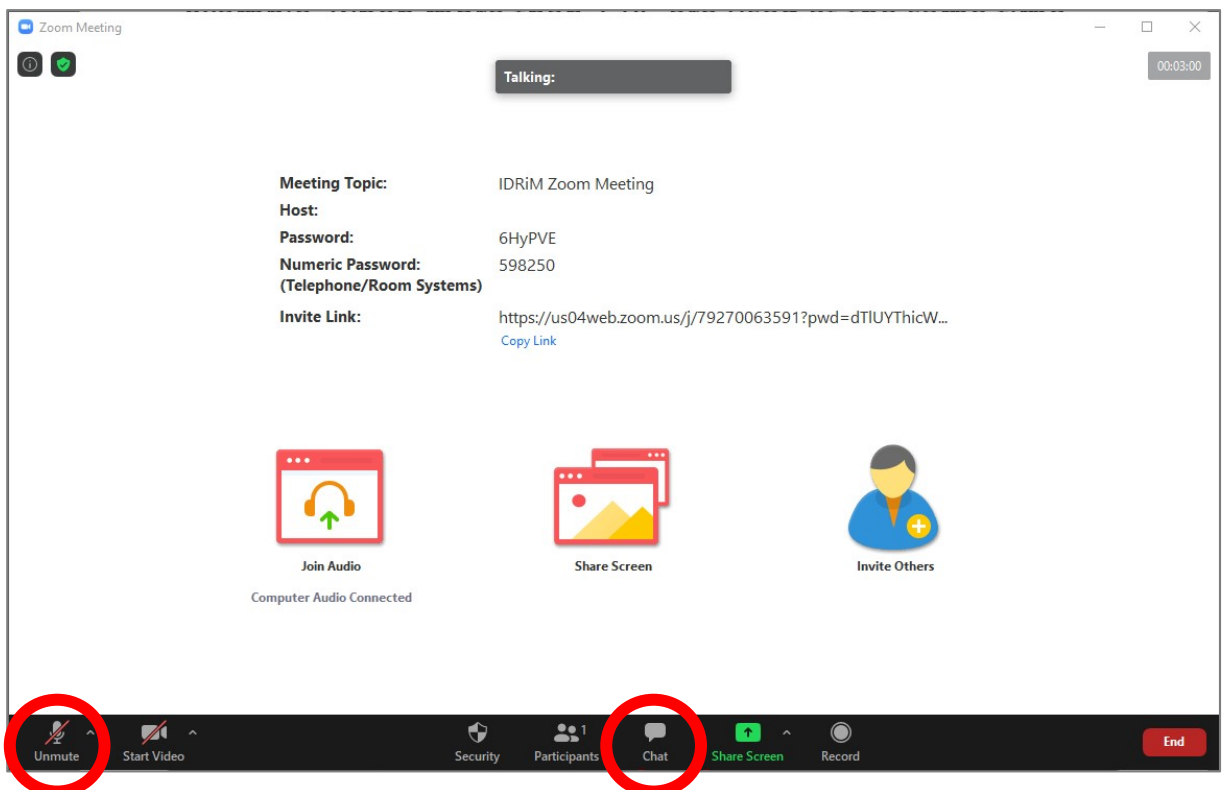 Zoom Meeting
Talking:
00:03:00
Meeting Topic: IDRiM Zoom Meeting
Host:
Password: 6HyPVE
Numeric Password: 598250
(Telephone/Room Systems)
Invite Link: https://us04web.zoom.us/j/79270063591?pwd=dTlUYThicW...
Copy Link
Join Audio Share Screen Invite Others
Computer Audio Connected
1
Unmute Start Video Security Participants Chat Share Screen Record End